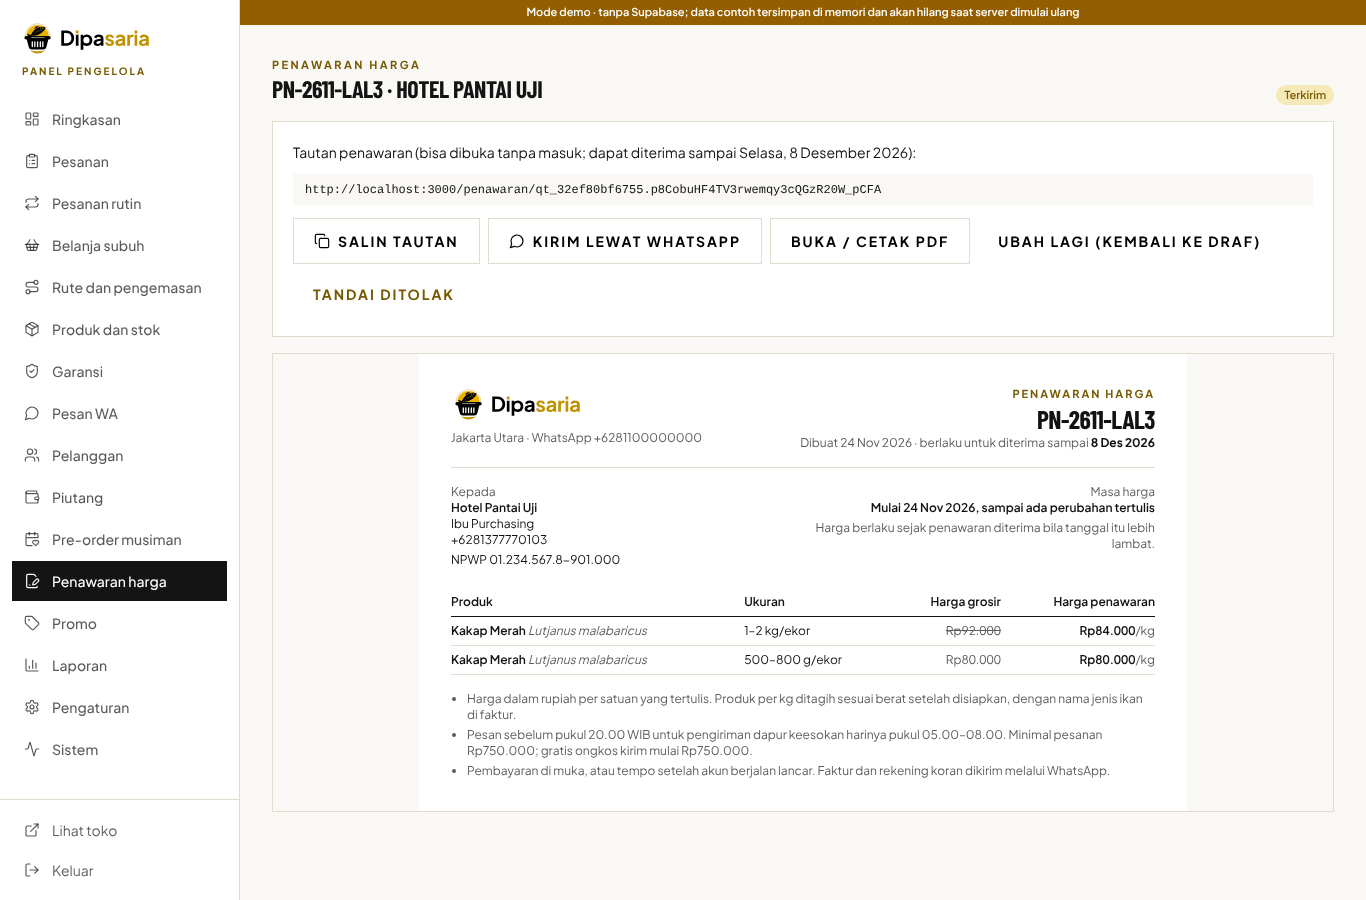 Mode demo · tanpa Supabase; data contoh tersimpan di memori dan akan hilang saat server dimulai ulang
Dipasaria
PANEL PENGELOLA
Ringkasan
Pesanan
Pesanan rutin
Belanja subuh
Rute dan pengemasan
Produk dan stok
Garansi
Pesan WA
Pelanggan
Piutang
Pre-order musiman
Penawaran harga
Promo
Laporan
Pengaturan
Sistem
Lihat toko
Keluar
PENAWARAN HARGA
PN-2611-LAL3 · HOTEL PANTAI UJI
Terkirim
Tautan penawaran (bisa dibuka tanpa masuk; dapat diterima sampai Selasa, 8 Desember 2026):
http://localhost:3000/penawaran/qt_32ef80bf6755.p8CobuHF4TV3rwemqy3cQGzR20W_pCFA
SALIN TAUTAN
KIRIM LEWAT WHATSAPP
BUKA / CETAK PDF
UBAH LAGI (KEMBALI KE DRAF)
TANDAI DITOLAK
Dipasaria
Jakarta Utara · WhatsApp +6281100000000
PENAWARAN HARGA
PN-2611-LAL3
Dibuat 24 Nov 2026 · berlaku untuk diterima sampai 8 Des 2026
Kepada
Hotel Pantai Uji
Ibu Purchasing
+6281377770103
NPWP 01.234.567.8-901.000
Masa harga
Mulai 24 Nov 2026, sampai ada perubahan tertulis
Harga berlaku sejak penawaran diterima bila tanggal itu lebih
lambat.
Produk Ukuran Harga grosir Harga penawaran
Kakap Merah Lutjanus malabaricus 1–2 kg/ekor Rp92.000 Rp84.000/kg
Kakap Merah Lutjanus malabaricus 500–800 g/ekor Rp80.000 Rp80.000/kg
• Harga dalam rupiah per satuan yang tertulis. Produk per kg ditagih sesuai berat setelah disiapkan, dengan nama jenis ikan
di faktur.
• Pesan sebelum pukul 20.00 WIB untuk pengiriman dapur keesokan harinya pukul 05.00–08.00. Minimal pesanan
Rp750.000; gratis ongkos kirim mulai Rp750.000.
• Pembayaran di muka, atau tempo setelah akun berjalan lancar. Faktur dan rekening koran dikirim melalui WhatsApp.